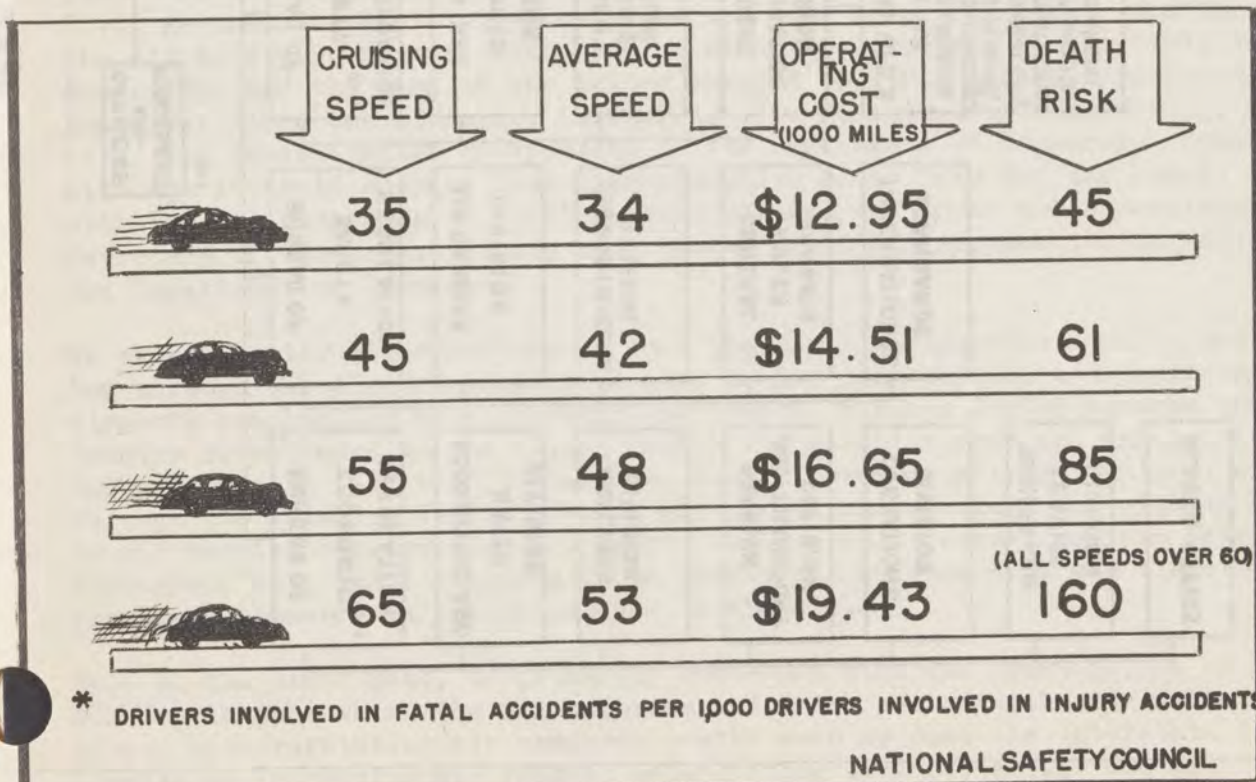 CRUISING
SPEED
AVERAGE
SPEED
OPERAT-
ING
COST
(1000 MILES)
DEATH
RISK
35 34 $12.95 45
45 42 $14.51 61
55 48 $16.65 85
(ALL SPEEDS OVER 60)
65 53 $19.43 160
* DRIVERS INVOLVED IN FATAL ACCIDENTS PER 1,000 DRIVERS INVOLVED IN INJURY ACCIDENTS
NATIONAL SAFETY COUNCIL